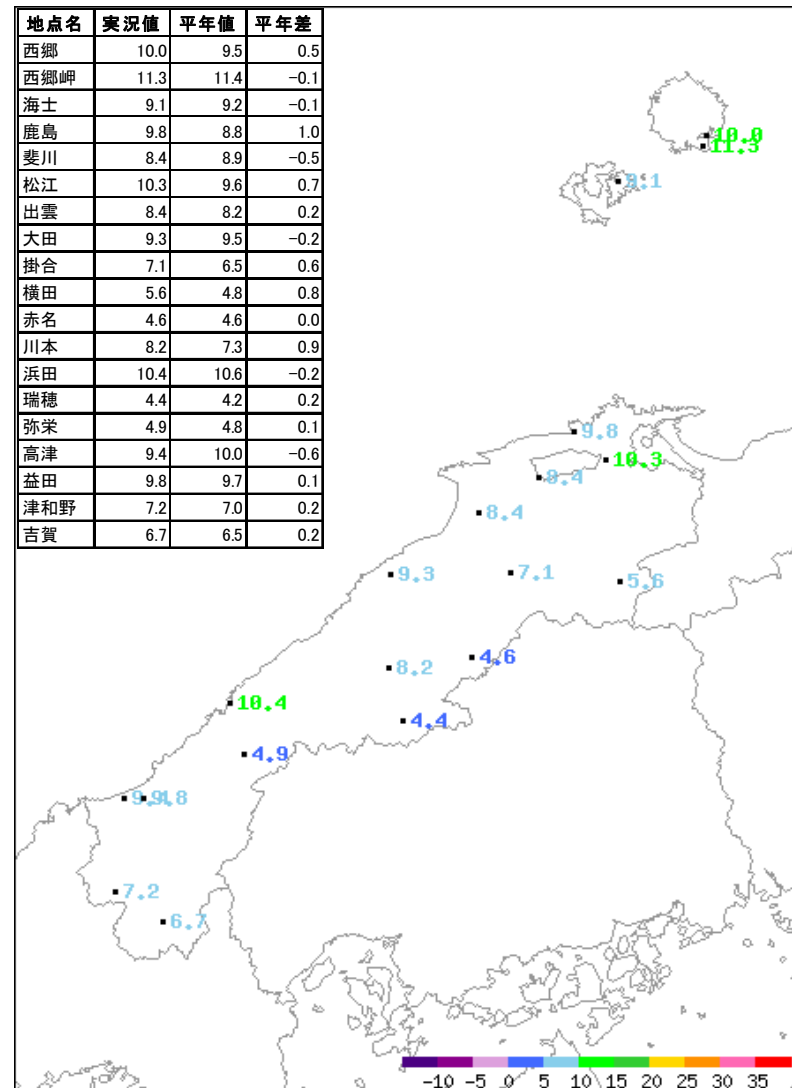 地点名 実況値 平年値 平年差
西郷 10.0 9.5 0.5
西郷岬 11.3 11.4 −0.1
海士 9.1 9.2 −0.1
鹿島 9.8 8.8 1.0
斐川 8.4 8.9 −0.5
松江 10.3 9.6 0.7
出雲 8.4 8.2 0.2
大田 9.3 9.5 −0.2
掛合 7.1 6.5 0.6
横田 5.6 4.8 0.8
赤名 4.6 4.6 0.0
川本 8.2 7.3 0.9
浜田 10.4 10.6 −0.2
瑞穂 4.4 4.2 0.2
弥栄 4.9 4.8 0.1
高津 9.4 10.0 −0.6
益田 9.8 9.7 0.1
津和野 7.2 7.0 0.2
吉賀 6.7 6.5 0.2
10.0
11.3
9.1
9.8
10.3
8.4
8.4
9.3
7.1
5.6
4.6
8.2
10.4
4.4
4.9
9.4
9.8
7.2
6.7
−10 −5 0 5 10 15 20 25 30 35